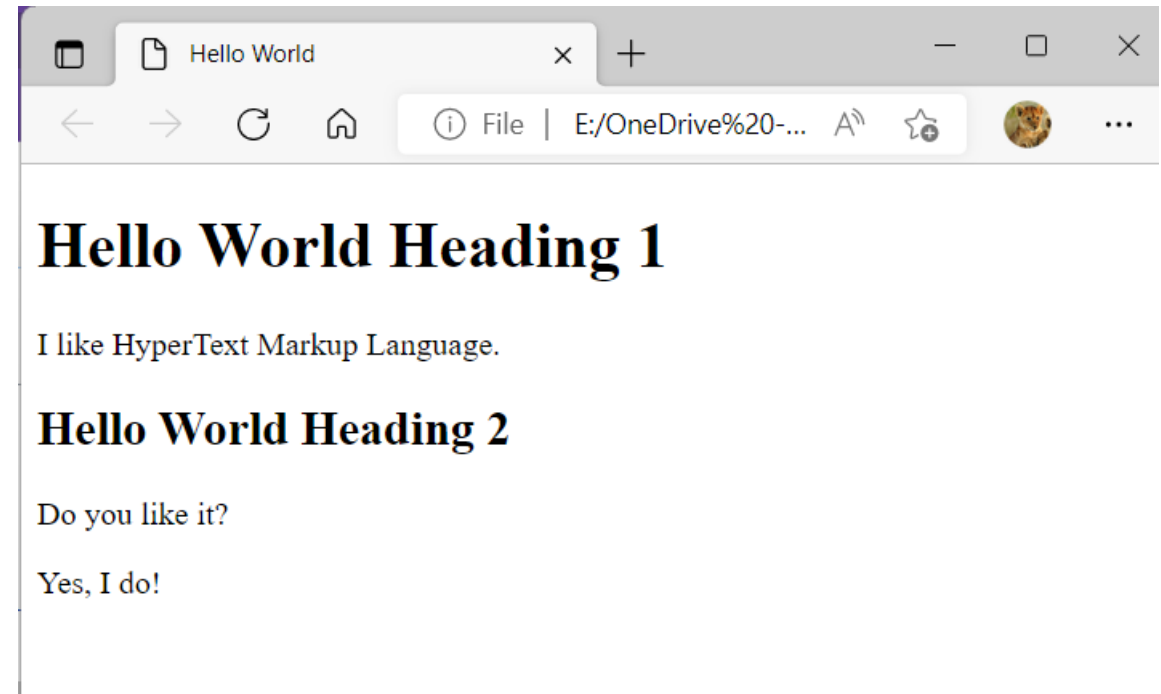 Hello World
File | E:/OneDrive%20-...
Hello World Heading 1
I like HyperText Markup Language.
Hello World Heading 2
Do you like it?
Yes, I do!